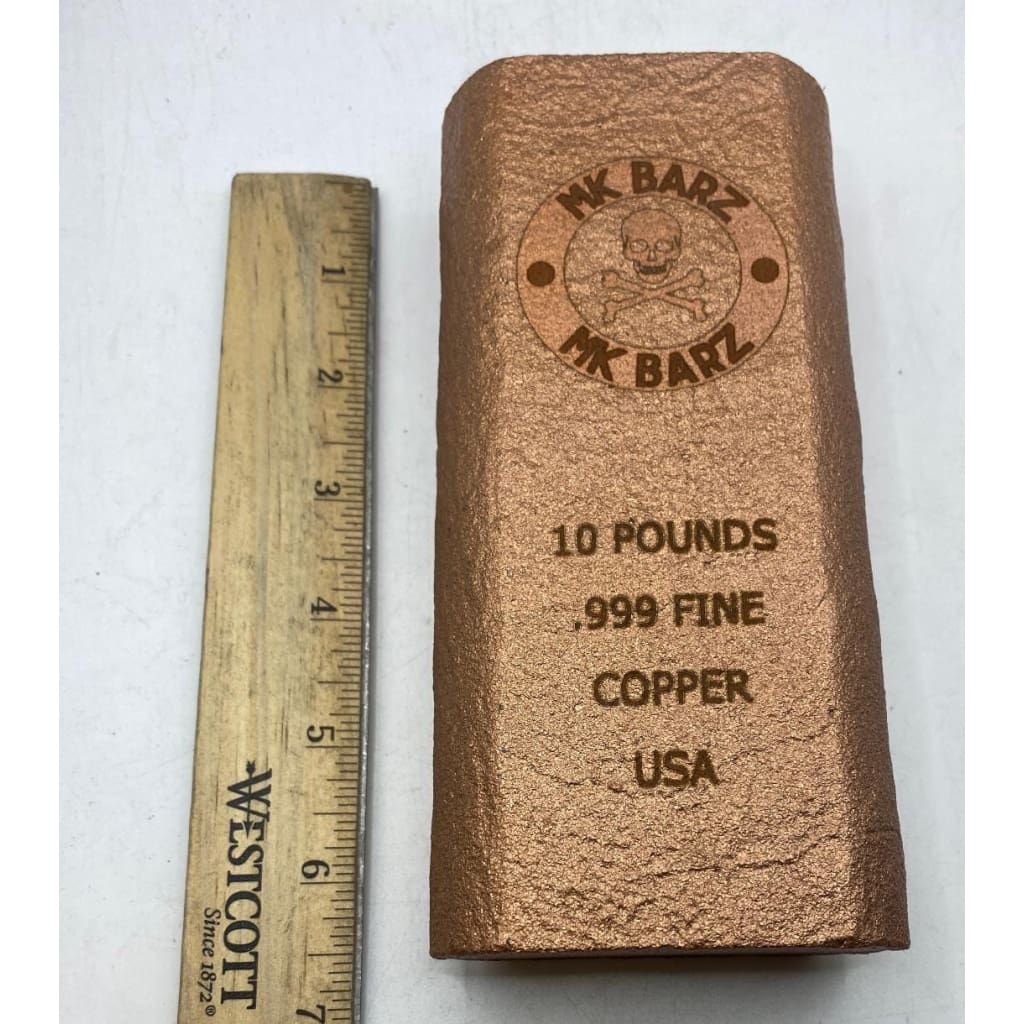 MK BARZ
MK BARZ
10 POUNDS
.999 FINE
COPPER
USA
1
2
3
4
5
6
7
WESTCOTT
Since 1872®